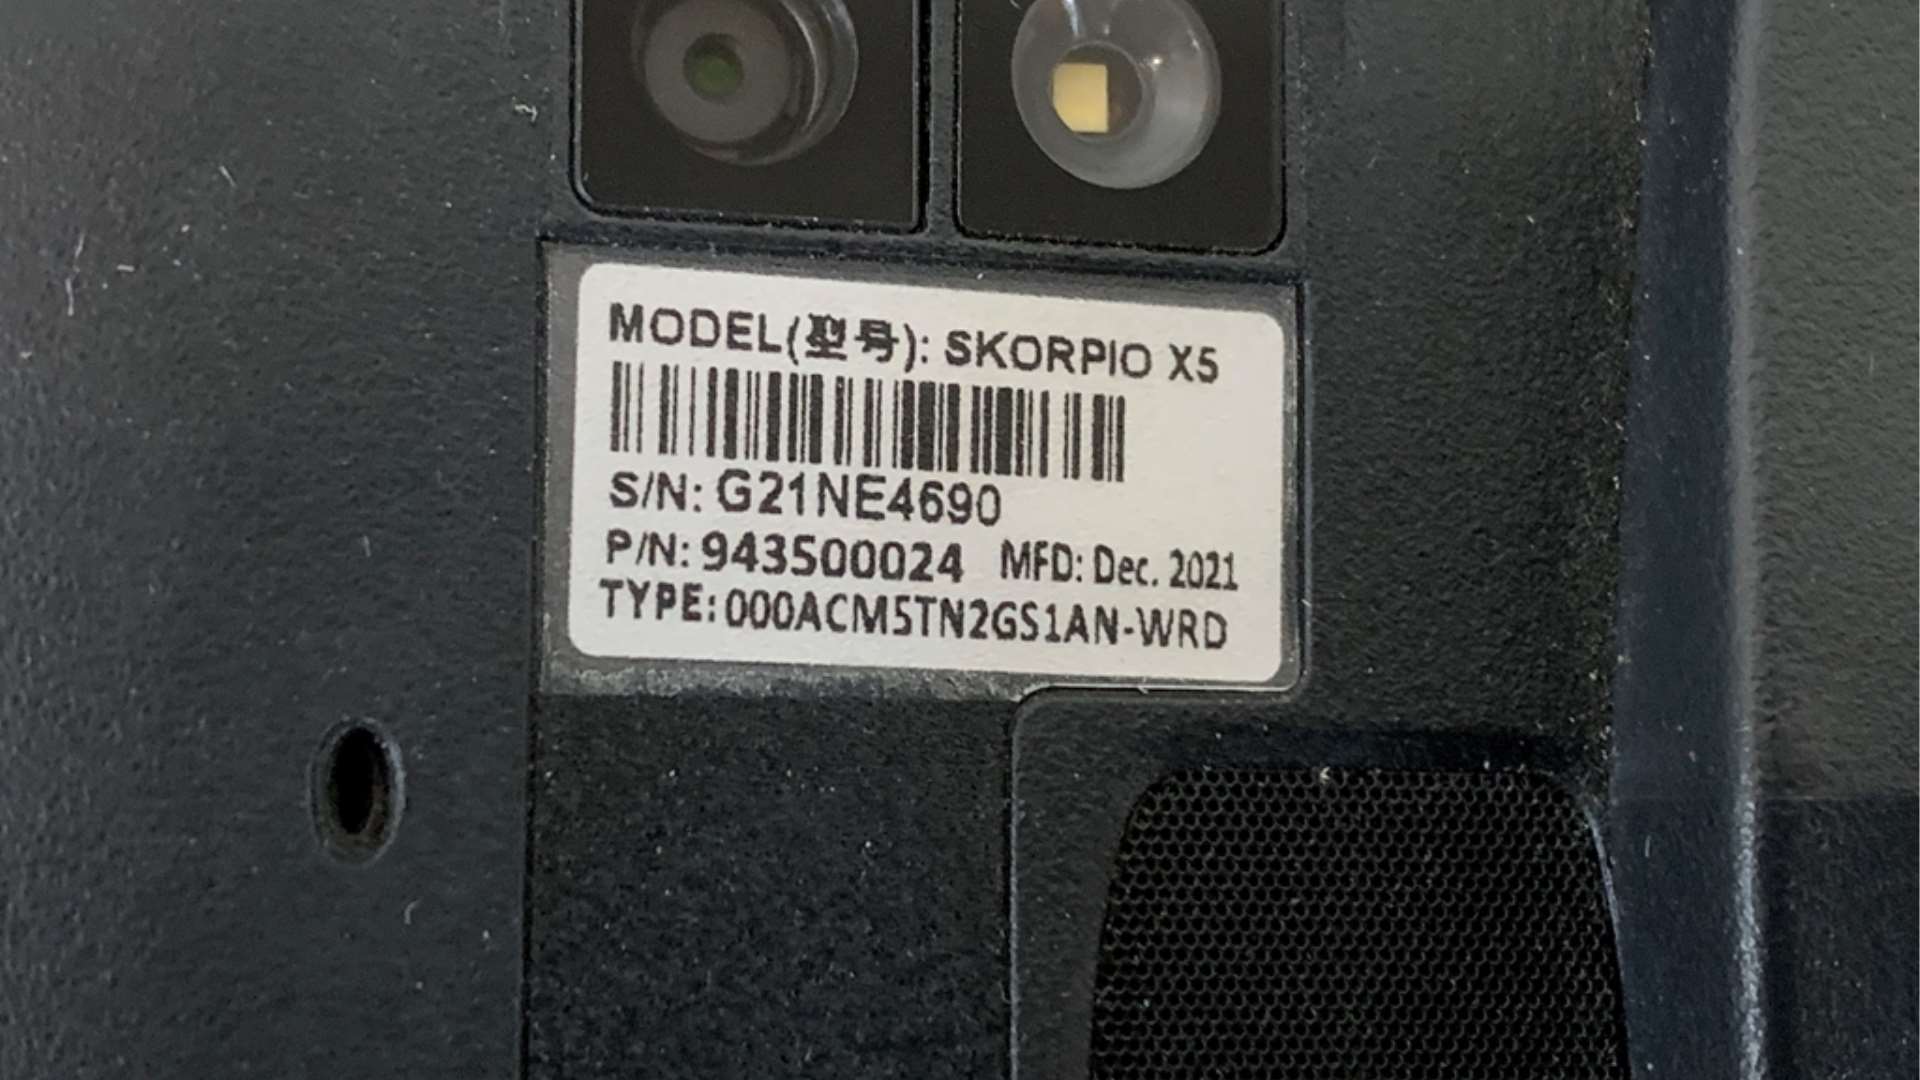 MODEL(型号): SKORPIO X5
S/N: G21NE4690
P/N: 943500024 MFD: Dec. 2021
TYPE: 000ACM5TN2GS1AN-WRD